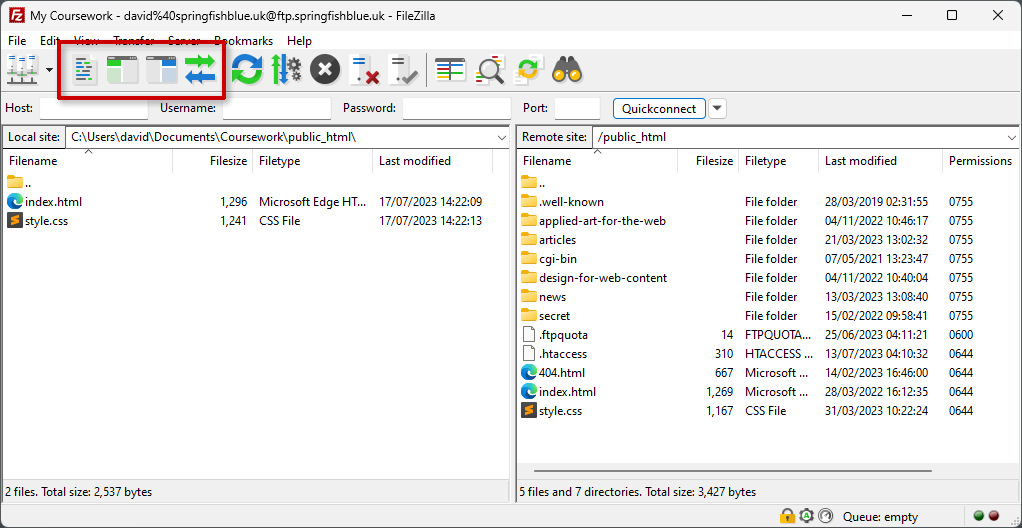 My Coursework - david%40springfishblue.uk@ftp.springfishblue.uk - FileZilla
File Edit View Transfer Server Bookmarks Help
Host: Username: Password: Port: Quickconnect
Local site: C:\Users\david\Documents\Coursework\public_html\
Filename Filesize Filetype Last modified
..
index.html 1,296 Microsoft Edge HT... 17/07/2023 14:22:09
style.css 1,241 CSS File 17/07/2023 14:22:13
2 files. Total size: 2,537 bytes
Remote site: /public_html
Filename Filesize Filetype Last modified Permissions
..
.well-known File folder 28/03/2019 02:31:55 0755
applied-art-for-the-web File folder 04/11/2022 10:46:17 0755
articles File folder 21/03/2023 13:02:32 0755
cgi-bin File folder 07/05/2021 13:23:47 0755
design-for-web-content File folder 04/11/2022 10:40:04 0755
news File folder 13/03/2023 13:08:40 0755
secret File folder 15/02/2022 09:58:41 0755
.ftpquota 14 FTPQUOTA... 25/06/2023 04:11:21 0600
.htaccess 310 HTACCESS ... 13/07/2023 04:10:32 0644
404.html 667 Microsoft ... 14/02/2023 16:46:00 0644
index.html 1,269 Microsoft ... 28/03/2022 16:12:35 0644
style.css 1,167 CSS File 31/03/2023 10:22:24 0644
5 files and 7 directories. Total size: 3,427 bytes
Queue: empty